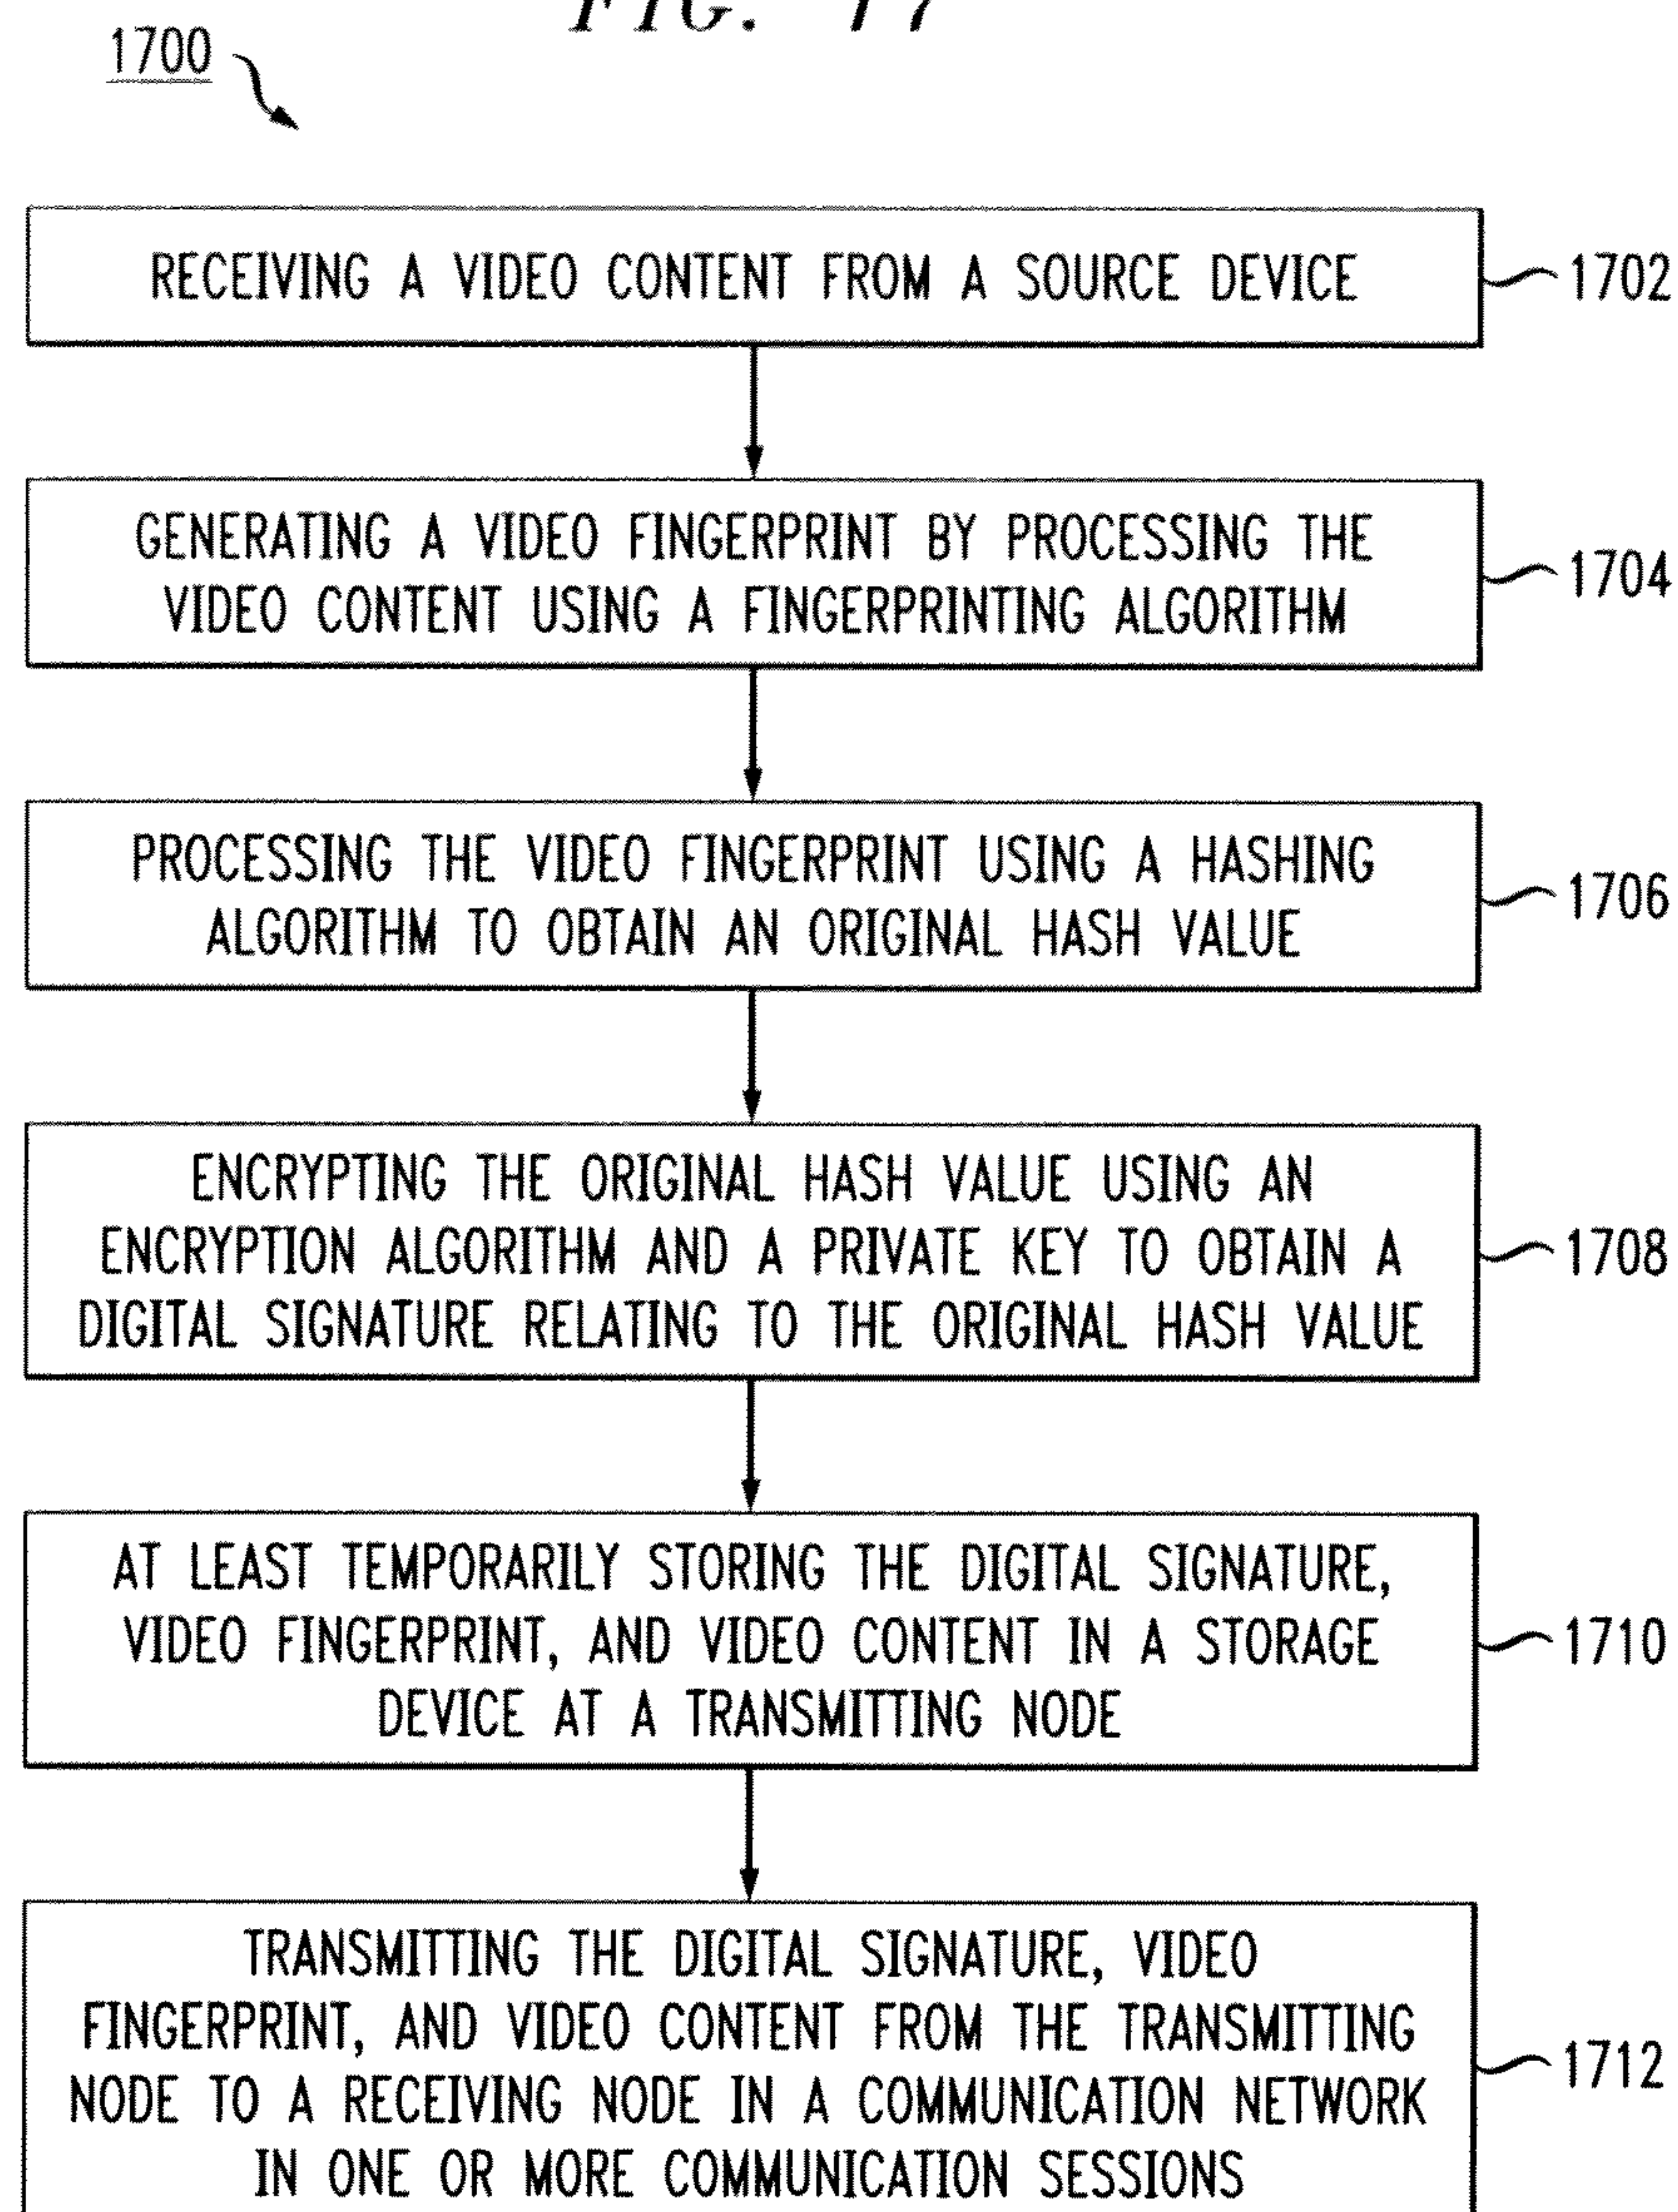 FIG. 17
1700
RECEIVING A VIDEO CONTENT FROM A SOURCE DEVICE
1702
GENERATING A VIDEO FINGERPRINT BY PROCESSING THE
VIDEO CONTENT USING A FINGERPRINTING ALGORITHM
1704
PROCESSING THE VIDEO FINGERPRINT USING A HASHING
ALGORITHM TO OBTAIN AN ORIGINAL HASH VALUE
1706
ENCRYPTING THE ORIGINAL HASH VALUE USING AN
ENCRYPTION ALGORITHM AND A PRIVATE KEY TO OBTAIN A
DIGITAL SIGNATURE RELATING TO THE ORIGINAL HASH VALUE
1708
AT LEAST TEMPORARILY STORING THE DIGITAL SIGNATURE,
VIDEO FINGERPRINT, AND VIDEO CONTENT IN A STORAGE
DEVICE AT A TRANSMITTING NODE
1710
TRANSMITTING THE DIGITAL SIGNATURE, VIDEO
FINGERPRINT, AND VIDEO CONTENT FROM THE TRANSMITTING
NODE TO A RECEIVING NODE IN A COMMUNICATION NETWORK
IN ONE OR MORE COMMUNICATION SESSIONS
1712